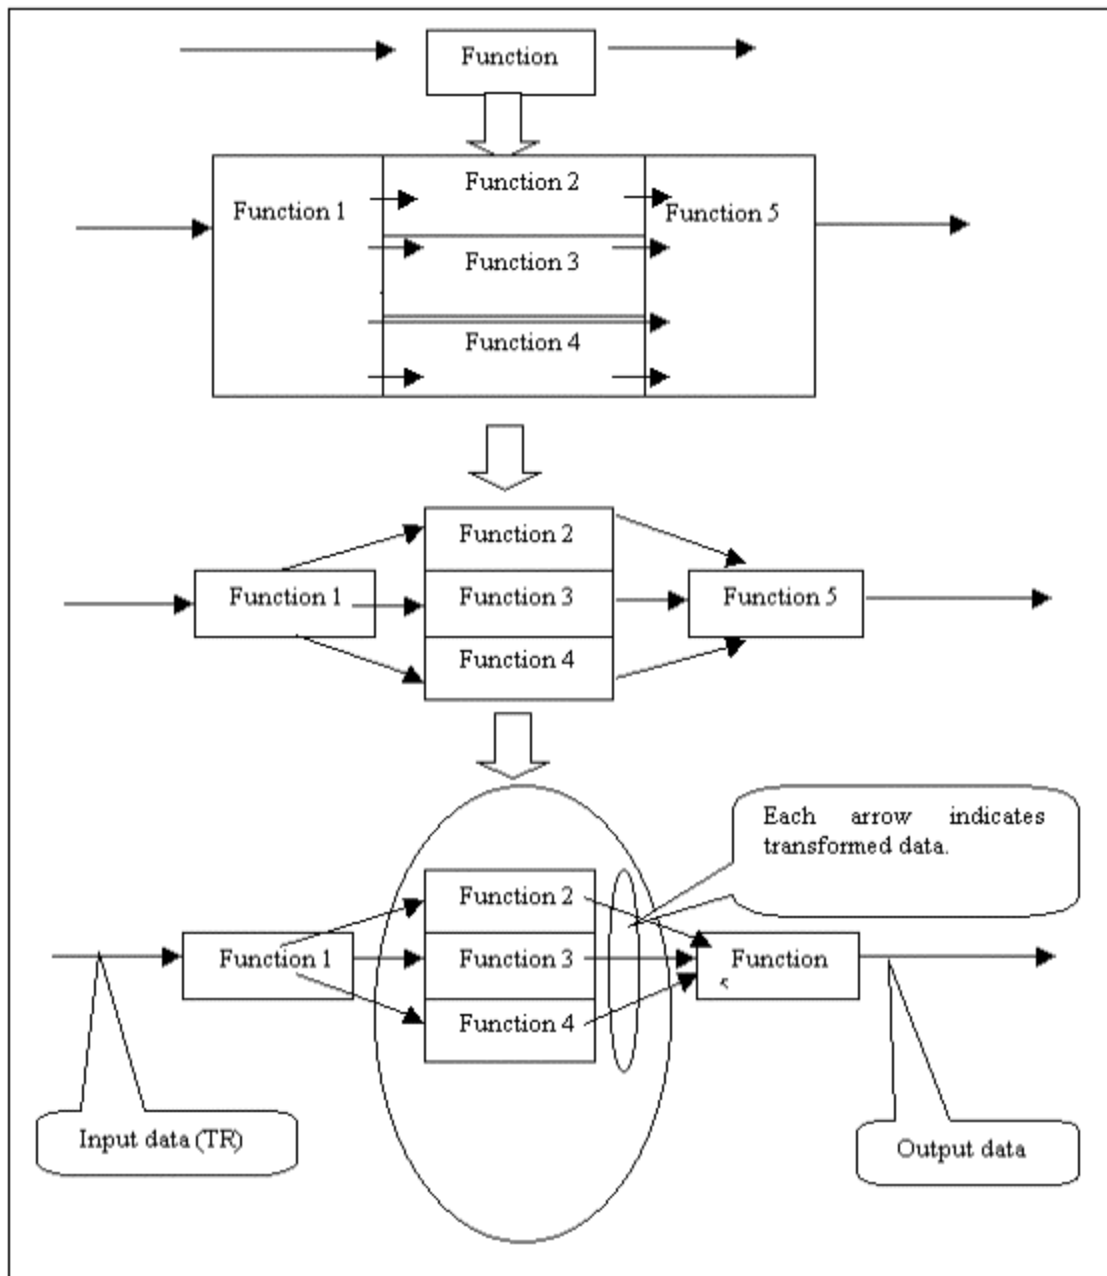 Function
Function 2
Function 1
Function 5
Function 3
Function 4
Function 2
Function 1
Function 3
Function 5
Function 4
Each arrow indicates
transformed data.
Function 2
Function 1
Function 3
Function
Function 4
Input data (TR)
Output data